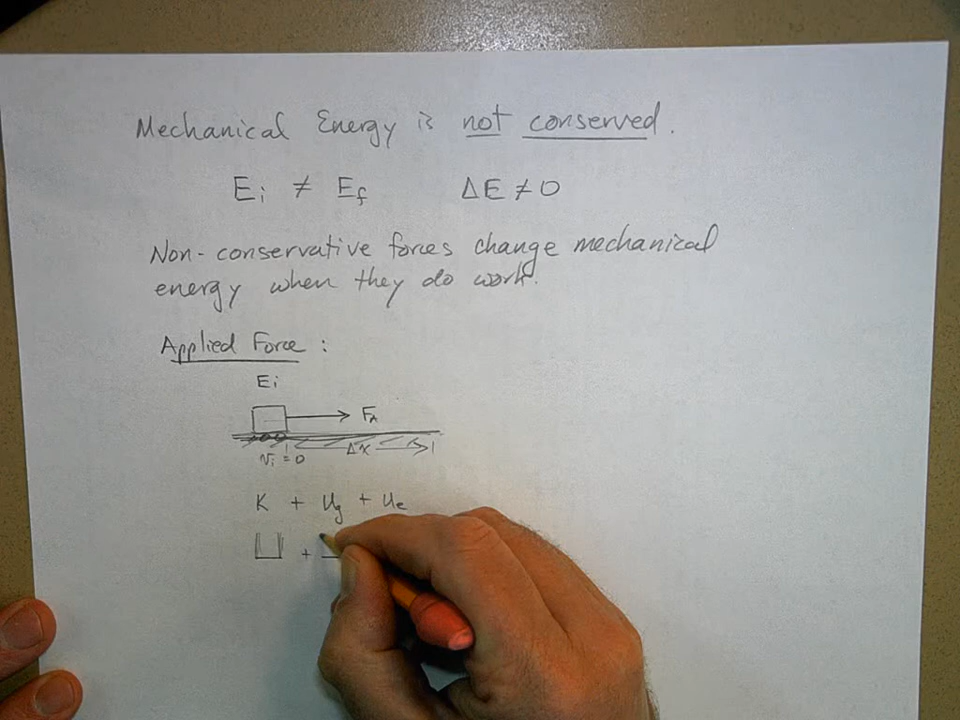 Mechanical Energy is not conserved.
Ei ≠ Ef ΔE ≠ 0
Non-conservative forces change mechanical
energy when they do work.
Applied Force :
Ei
FA
Δx
vi = 0
K + Ug + Ue
+